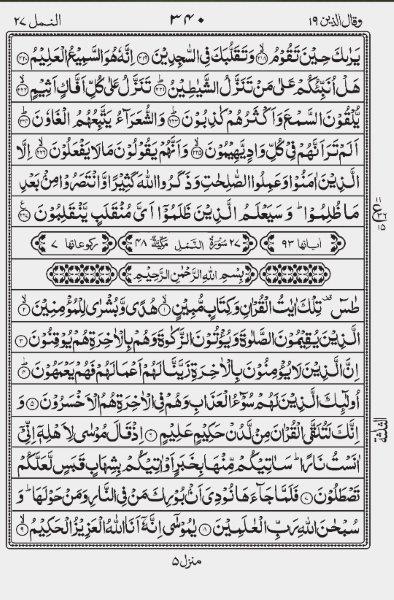 وقال الذين ١٩ ٣٤٠ النمل ٢٧
يَرٰىكَ حِيْنَ تَقُوْمُ ۙ﴿٢١٨﴾ وَتَقَلُّبَكَ فِي السّٰجِدِيْنَ ﴿٢١٩﴾ اِنَّهٗ هُوَ السَّمِيْعُ الْعَلِيْمُ ﴿٢٢٠﴾
هَلْ اُنَبِّئُكُمْ عَلٰى مَنْ تَنَزَّلُ الشَّيٰطِيْنُ ؕ﴿٢٢١﴾ تَنَزَّلُ عَلٰى كُلِّ اَفَّاكٍ اَثِيْمٍ ۙ﴿٢٢٢﴾
يُّلْقُوْنَ السَّمْعَ وَاَكْثَرُهُمْ كٰذِبُوْنَ ؕ﴿٢٢٣﴾ وَالشُّعَرَآءُ يَتَّبِعُهُمُ الْغَاوٗنَ ؕ﴿٢٢٤﴾
اَلَمْ تَرَ اَنَّهُمْ فِيْ كُلِّ وَادٍ يَّهِيْمُوْنَ ۙ﴿٢٢٥﴾ وَاَنَّهُمْ يَقُوْلُوْنَ مَا لَا يَفْعَلُوْنَ ۙ﴿٢٢٦﴾ اِلَّا
الَّذِيْنَ اٰمَنُوْا وَعَمِلُوا الصّٰلِحٰتِ وَذَكَرُوا اللّٰهَ كَثِيْرًا وَّانْتَصَرُوْا مِنْۢ بَعْدِ
مَا ظُلِمُوْا ؕ وَسَيَعْلَمُ الَّذِيْنَ ظَلَمُوْۤا اَيَّ مُنْقَلَبٍ يَّنْقَلِبُوْنَ ﴿٢٢٧﴾
اٰيَاتُهَا ٩٣ ٢٧ سُوْرَةُ النَّمْلِ مَكِّيَّةٌ ٤٨ رُكُوْعَاتُهَا ٧
بِسْمِ اللّٰهِ الرَّحْمٰنِ الرَّحِيْمِ
طٰسٓ ۫ تِلْكَ اٰيٰتُ الْقُرْاٰنِ وَكِتَابٍ مُّبِيْنٍ ۙ﴿١﴾ هُدًى وَّبُشْرٰى لِلْمُؤْمِنِيْنَ ۙ﴿٢﴾
الَّذِيْنَ يُقِيْمُوْنَ الصَّلٰوةَ وَيُؤْتُوْنَ الزَّكٰوةَ وَهُمْ بِالْاٰخِرَةِ هُمْ يُوْقِنُوْنَ ﴿٣﴾
اِنَّ الَّذِيْنَ لَا يُؤْمِنُوْنَ بِالْاٰخِرَةِ زَيَّنَّا لَهُمْ اَعْمَالَهُمْ فَهُمْ يَعْمَهُوْنَ ؕ﴿٤﴾
اُولٰٓئِكَ الَّذِيْنَ لَهُمْ سُوْٓءُ الْعَذَابِ وَهُمْ فِي الْاٰخِرَةِ هُمُ الْاَخْسَرُوْنَ ﴿٥﴾
وَاِنَّكَ لَتُلَقَّى الْقُرْاٰنَ مِنْ لَّدُنْ حَكِيْمٍ عَلِيْمٍ ﴿٦﴾ اِذْ قَالَ مُوْسٰى لِاَهْلِهٖۤ اِنِّيْۤ
اٰنَسْتُ نَارًا ؕ سَاٰتِيْكُمْ مِّنْهَا بِخَبَرٍ اَوْ اٰتِيْكُمْ بِشِهَابٍ قَبَسٍ لَّعَلَّكُمْ
تَصْطَلُوْنَ ﴿٧﴾ فَلَمَّا جَآءَهَا نُوْدِيَ اَنْۢ بُوْرِكَ مَنْ فِي النَّارِ وَمَنْ حَوْلَهَا ؕ وَ
سُبْحٰنَ اللّٰهِ رَبِّ الْعٰلَمِيْنَ ﴿٨﴾ يٰمُوْسٰۤى اِنَّهٗۤ اَنَا اللّٰهُ الْعَزِيْزُ الْحَكِيْمُ ۙ﴿٩﴾
منزل ٥